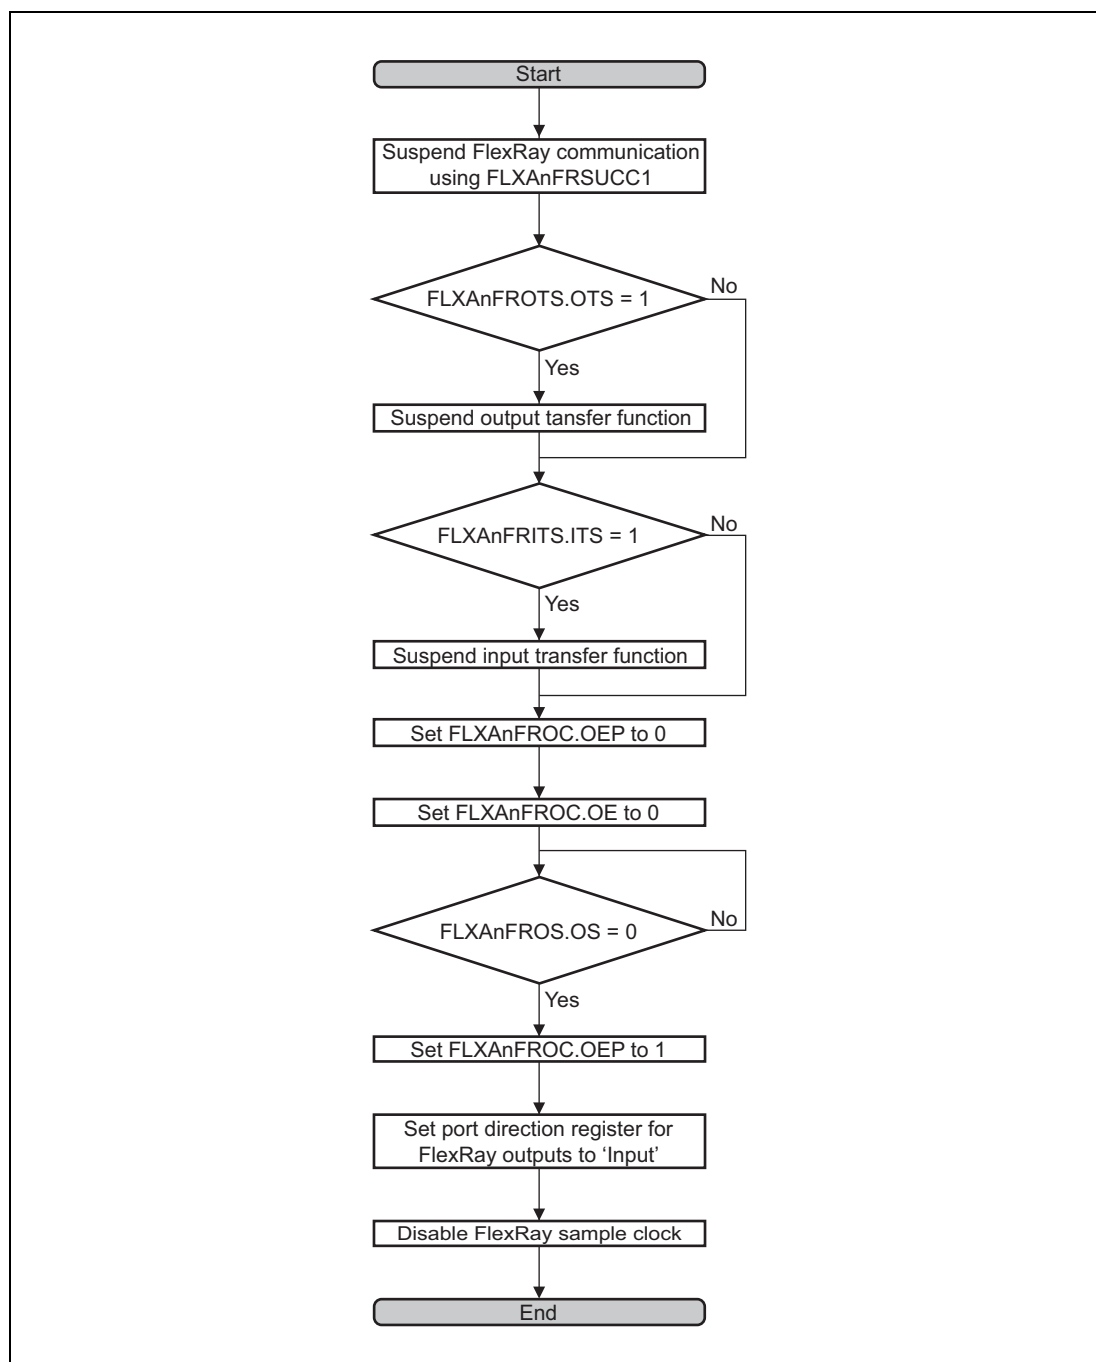 Start
Suspend FlexRay communication
using FLXAnFRSUCC1
FLXAnFROTS.OTS = 1
No
Yes
Suspend output tansfer function
FLXAnFRITS.ITS = 1
No
Yes
Suspend input transfer function
Set FLXAnFROC.OEP to 0
Set FLXAnFROC.OE to 0
FLXAnFROS.OS = 0
No
Yes
Set FLXAnFROC.OEP to 1
Set port direction register for
FlexRay outputs to ‘Input’
Disable FlexRay sample clock
End